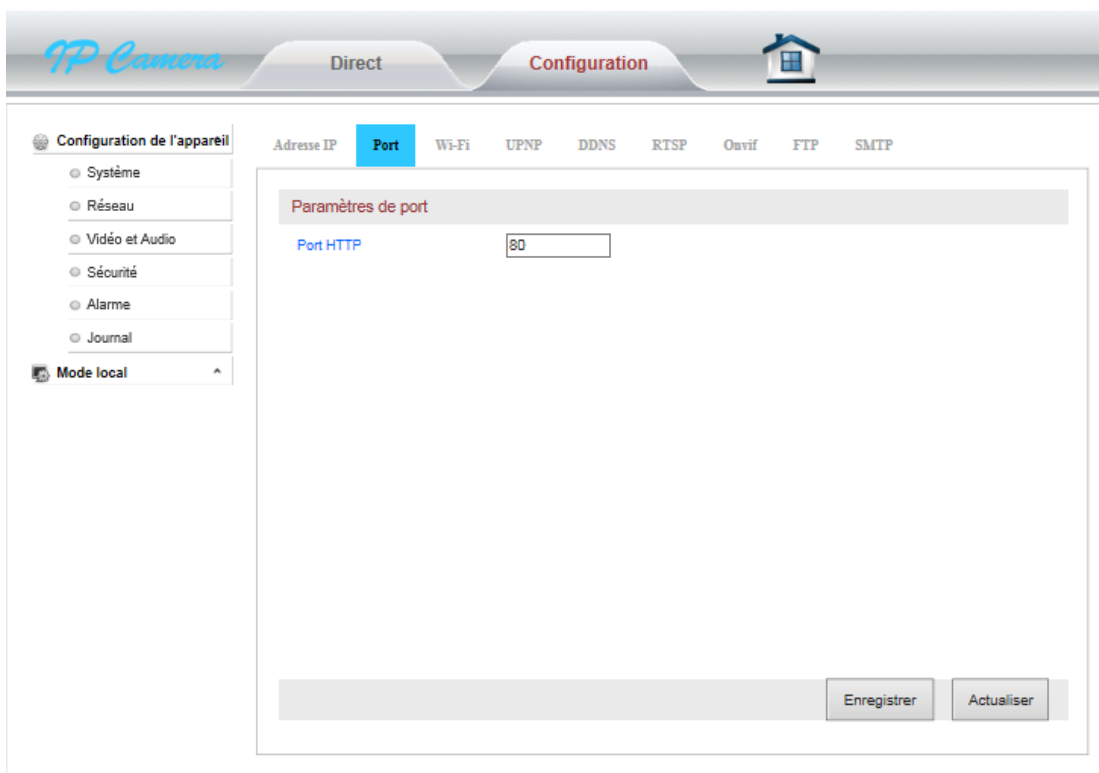 IP Camera
Direct
Configuration
Configuration de l'appareil
Système
Réseau
Vidéo et Audio
Sécurité
Alarme
Journal
Mode local
Adresse IP Port Wi-Fi UPNP DDNS RTSP Onvif FTP SMTP
Paramètres de port
Port HTTP 80
Enregistrer Actualiser